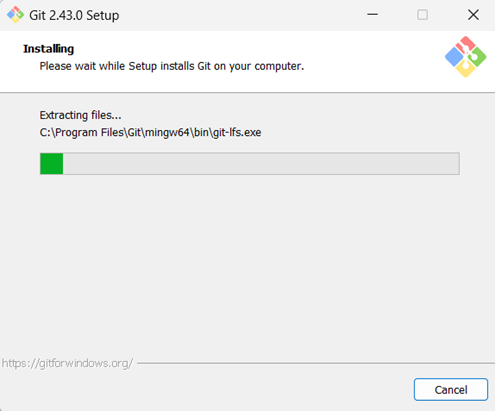 Git 2.43.0 Setup
Installing
Please wait while Setup installs Git on your computer.
Extracting files...
C:\Program Files\Git\mingw64\bin\git-lfs.exe
https://gitforwindows.org/
Cancel